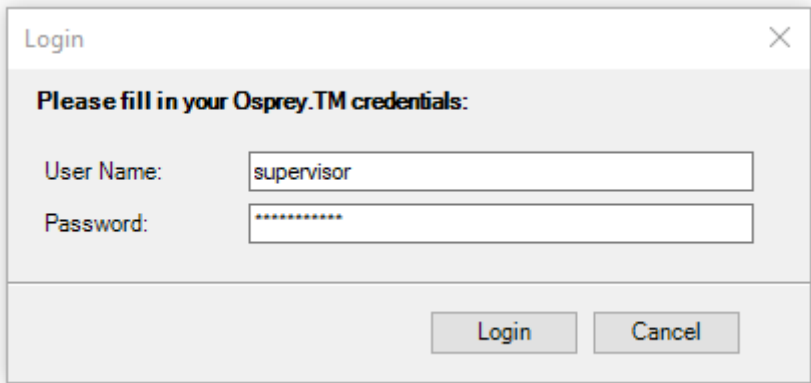 Login
Please fill in your Osprey.TM credentials:
User Name: supervisor
Password: ***********
Login Cancel